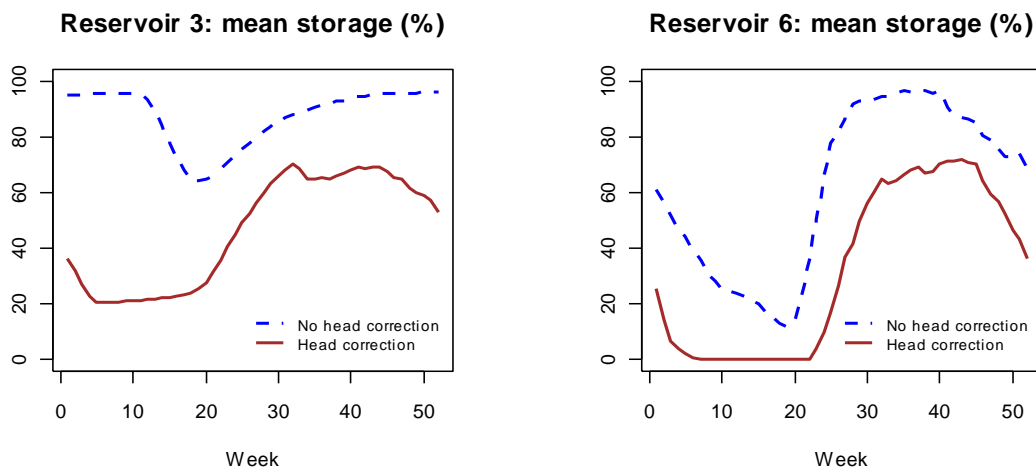 Reservoir 3: mean storage (%)
100
80
60
40
20
0
No head correction
Head correction
0 10 20 30 40 50
Week
Reservoir 6: mean storage (%)
100
80
60
40
20
0
No head correction
Head correction
0 10 20 30 40 50
Week